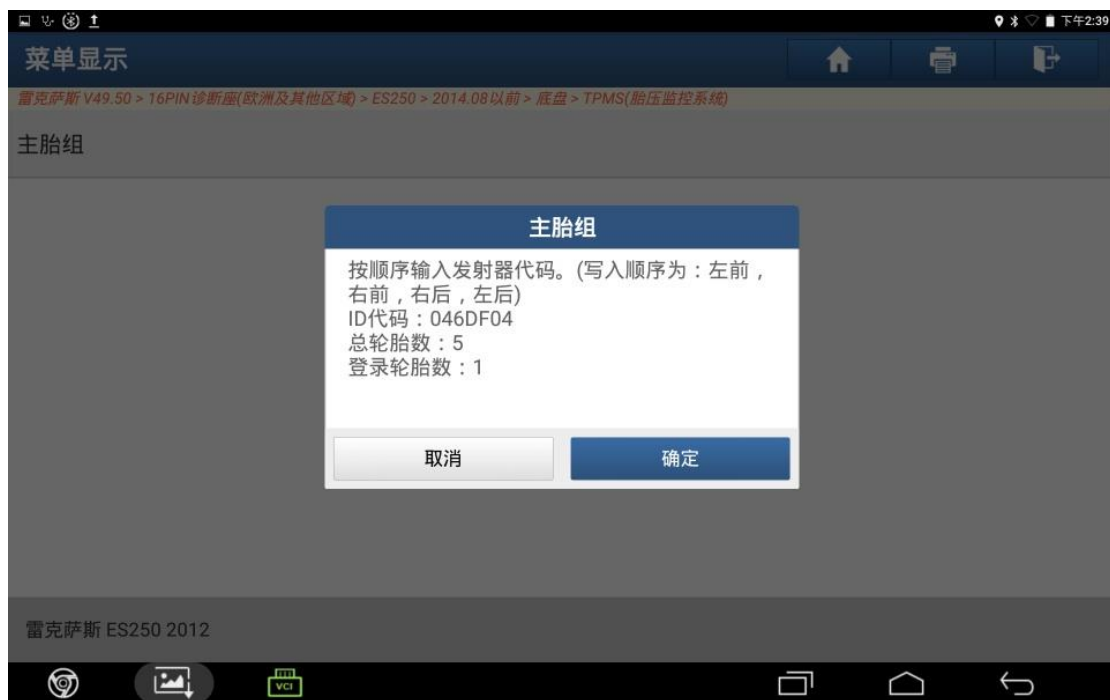 下午2:39
菜单显示
雷克萨斯 V49.50 > 16PIN诊断座(欧洲及其他区域) > ES250 > 2014.08以前 > 底盘 > TPMS(胎压监控系统)
主胎组
主胎组
按顺序输入发射器代码。(写入顺序为：左前，
右前，右后，左后)
ID代码：046DF04
总轮胎数：5
登录轮胎数：1
取消
确定
雷克萨斯 ES250 2012
VCI